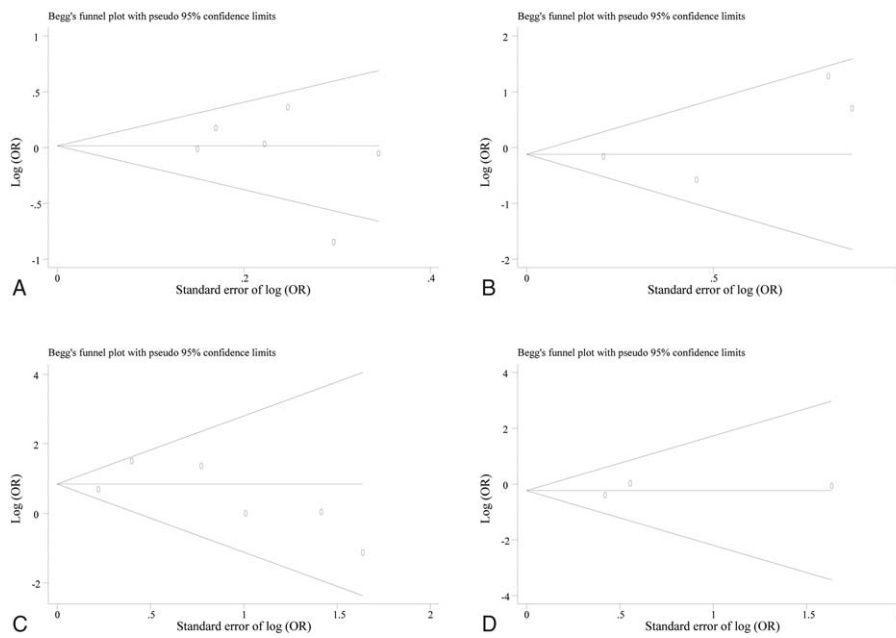 Begg's funnel plot with pseudo 95% confidence limits
1
.5
0
-.5
-1
Log (OR)
0
.2
.4
Standard error of log (OR)
A
Begg's funnel plot with pseudo 95% confidence limits
2
1
0
-1
-2
Log (OR)
0
.5
Standard error of log (OR)
B
Begg's funnel plot with pseudo 95% confidence limits
4
2
0
-2
Log (OR)
0
.5
1
1.5
2
Standard error of log (OR)
C
Begg's funnel plot with pseudo 95% confidence limits
4
2
0
-2
-4
Log (OR)
0
.5
1
1.5
Standard error of log (OR)
D